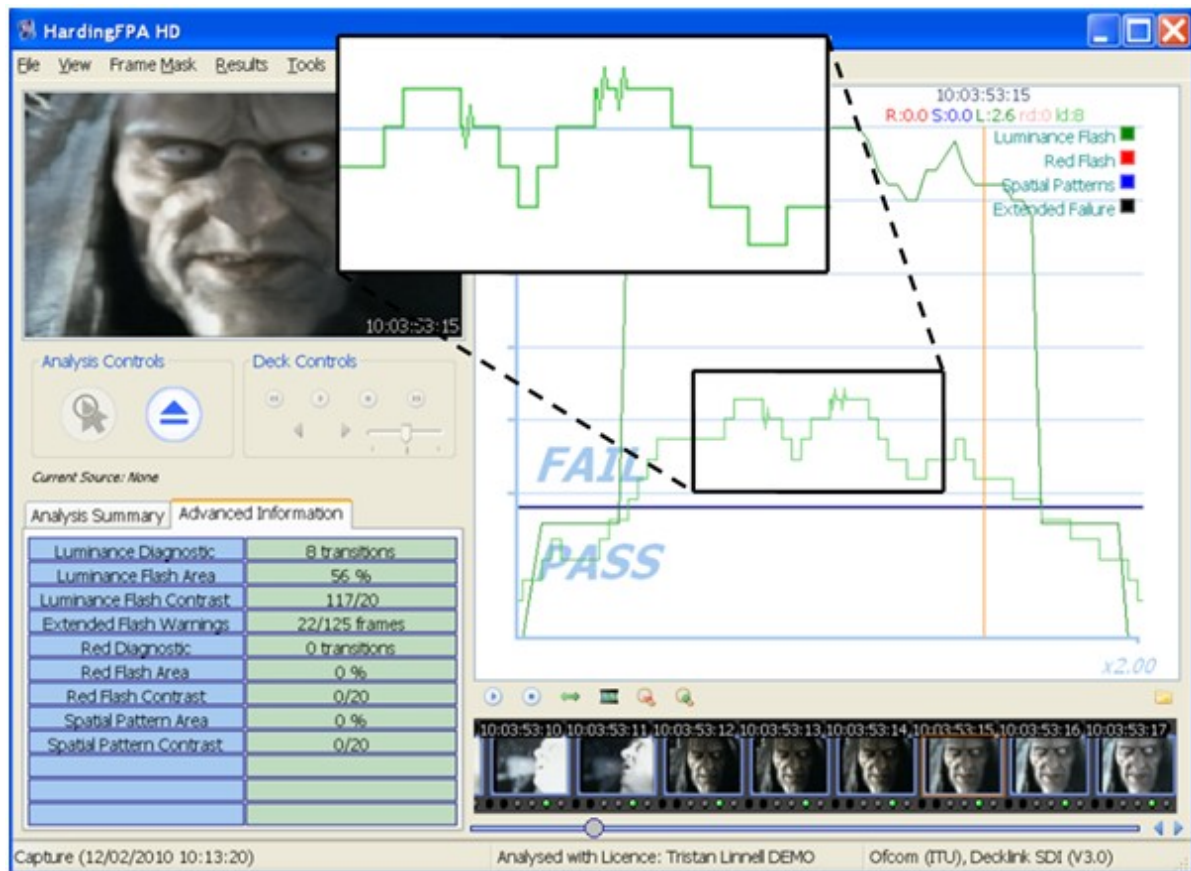 HardingFPA HD
File View Frame Mask Results Tools
10:03:53:15
R:0.0 S:0.0 L:2.6 rd:0 ld:8
Luminance Flash
Red Flash
Spatial Patterns
Extended Failure
10:03:53:15
Analysis Controls
Deck Controls
Current Source: None
FAIL
PASS
x2.00
Analysis Summary Advanced Information
Luminance Diagnostic 8 transitions
Luminance Flash Area 56 %
Luminance Flash Contrast 117/20
Extended Flash Warnings 22/125 frames
Red Diagnostic 0 transitions
Red Flash Area 0 %
Red Flash Contrast 0/20
Spatial Pattern Area 0 %
Spatial Pattern Contrast 0/20
10:03:53:10 10:03:53:11 10:03:53:12 10:03:53:13 10:03:53:14 10:03:53:15 10:03:53:16 10:03:53:17
Capture (12/02/2010 10:13:20) Analysed with Licence: Tristan Linnell DEMO Ofcom (ITU), Decklink SDI (V3.0)